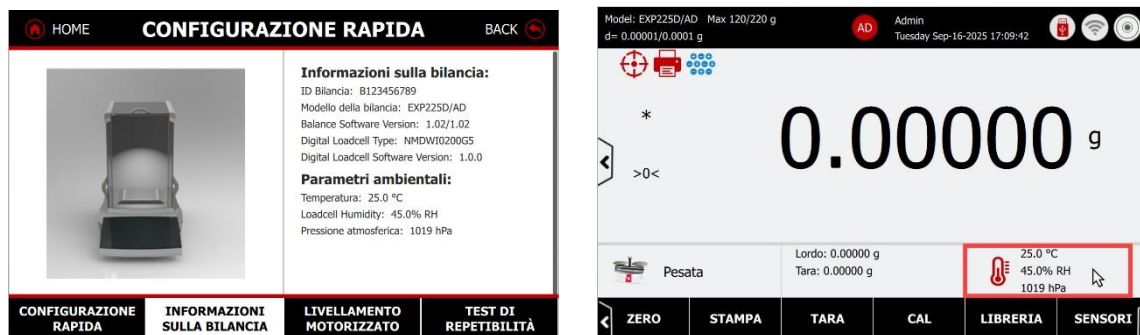 HOME
CONFIGURAZIONE RAPIDA
BACK
Informazioni sulla bilancia:
ID Bilancia: B123456789
Modello della bilancia: EXP225D/AD
Balance Software Version: 1.02/1.02
Digital Loadcell Type: NMDWI0200G5
Digital Loadcell Software Version: 1.0.0
Parametri ambientali:
Temperatura: 25.0 °C
Loadcell Humidity: 45.0% RH
Pressione atmosferica: 1019 hPa
CONFIGURAZIONE
RAPIDA
INFORMAZIONI
SULLA BILANCIA
LIVELLAMENTO
MOTORIZZATO
TEST DI
REPETIBILITÀ
Model: EXP225D/AD Max 120/220 g
d= 0.00001/0.0001 g
AD
Admin
Tuesday Sep-16-2025 17:09:42
*
0.00000 g
>0<
Pesata
Lordo: 0.00000 g
Tara: 0.00000 g
25.0 °C
45.0% RH
1019 hPa
ZERO
STAMPA
TARA
CAL
LIBRERIA
SENSORI